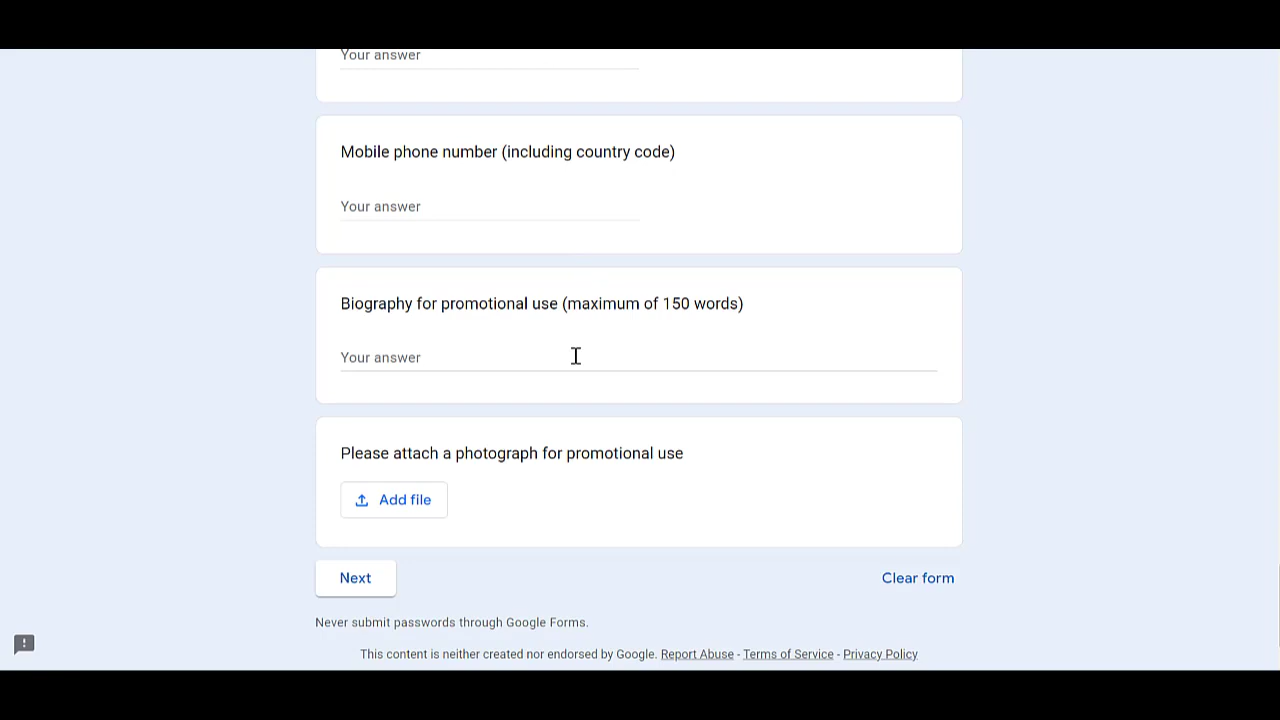 Your answer
Mobile phone number (including country code)
Your answer
Biography for promotional use (maximum of 150 words)
Your answer
Please attach a photograph for promotional use
Add file
Next
Clear form
Never submit passwords through Google Forms.
This content is neither created nor endorsed by Google. Report Abuse - Terms of Service - Privacy Policy